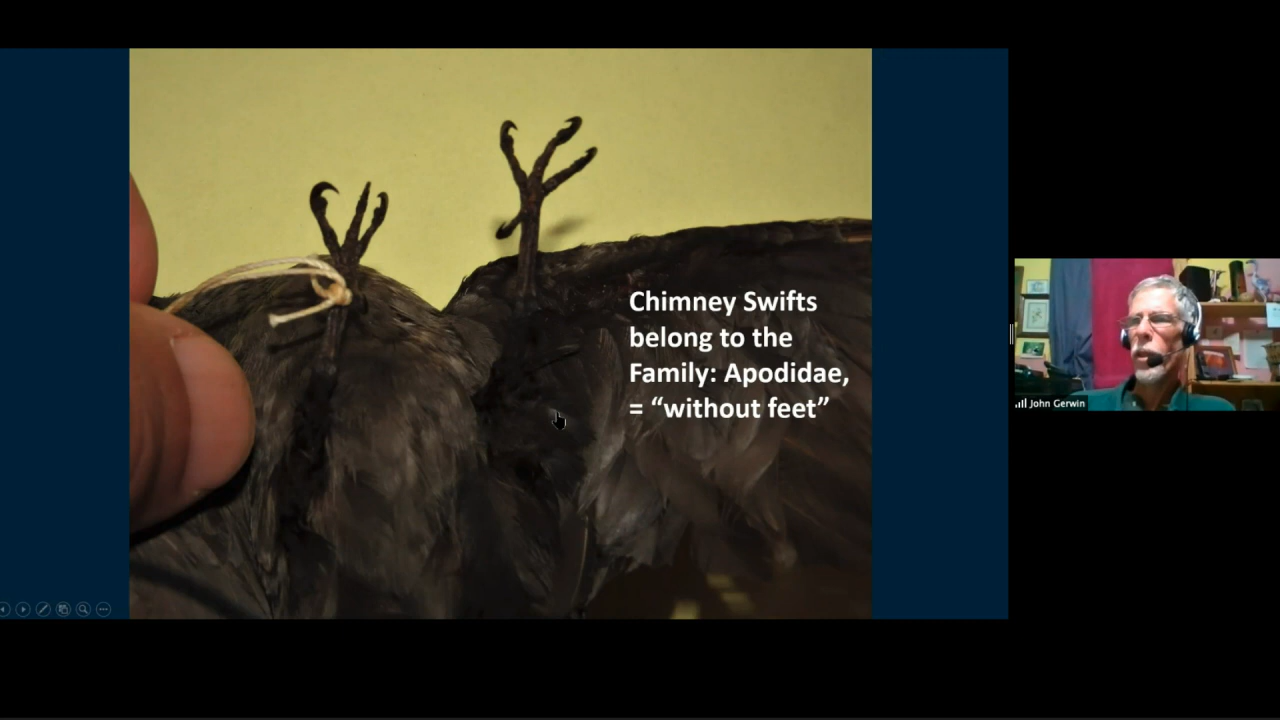 Chimney Swifts
belong to the
Family: Apodidae,
= “without feet”
John Gerwin